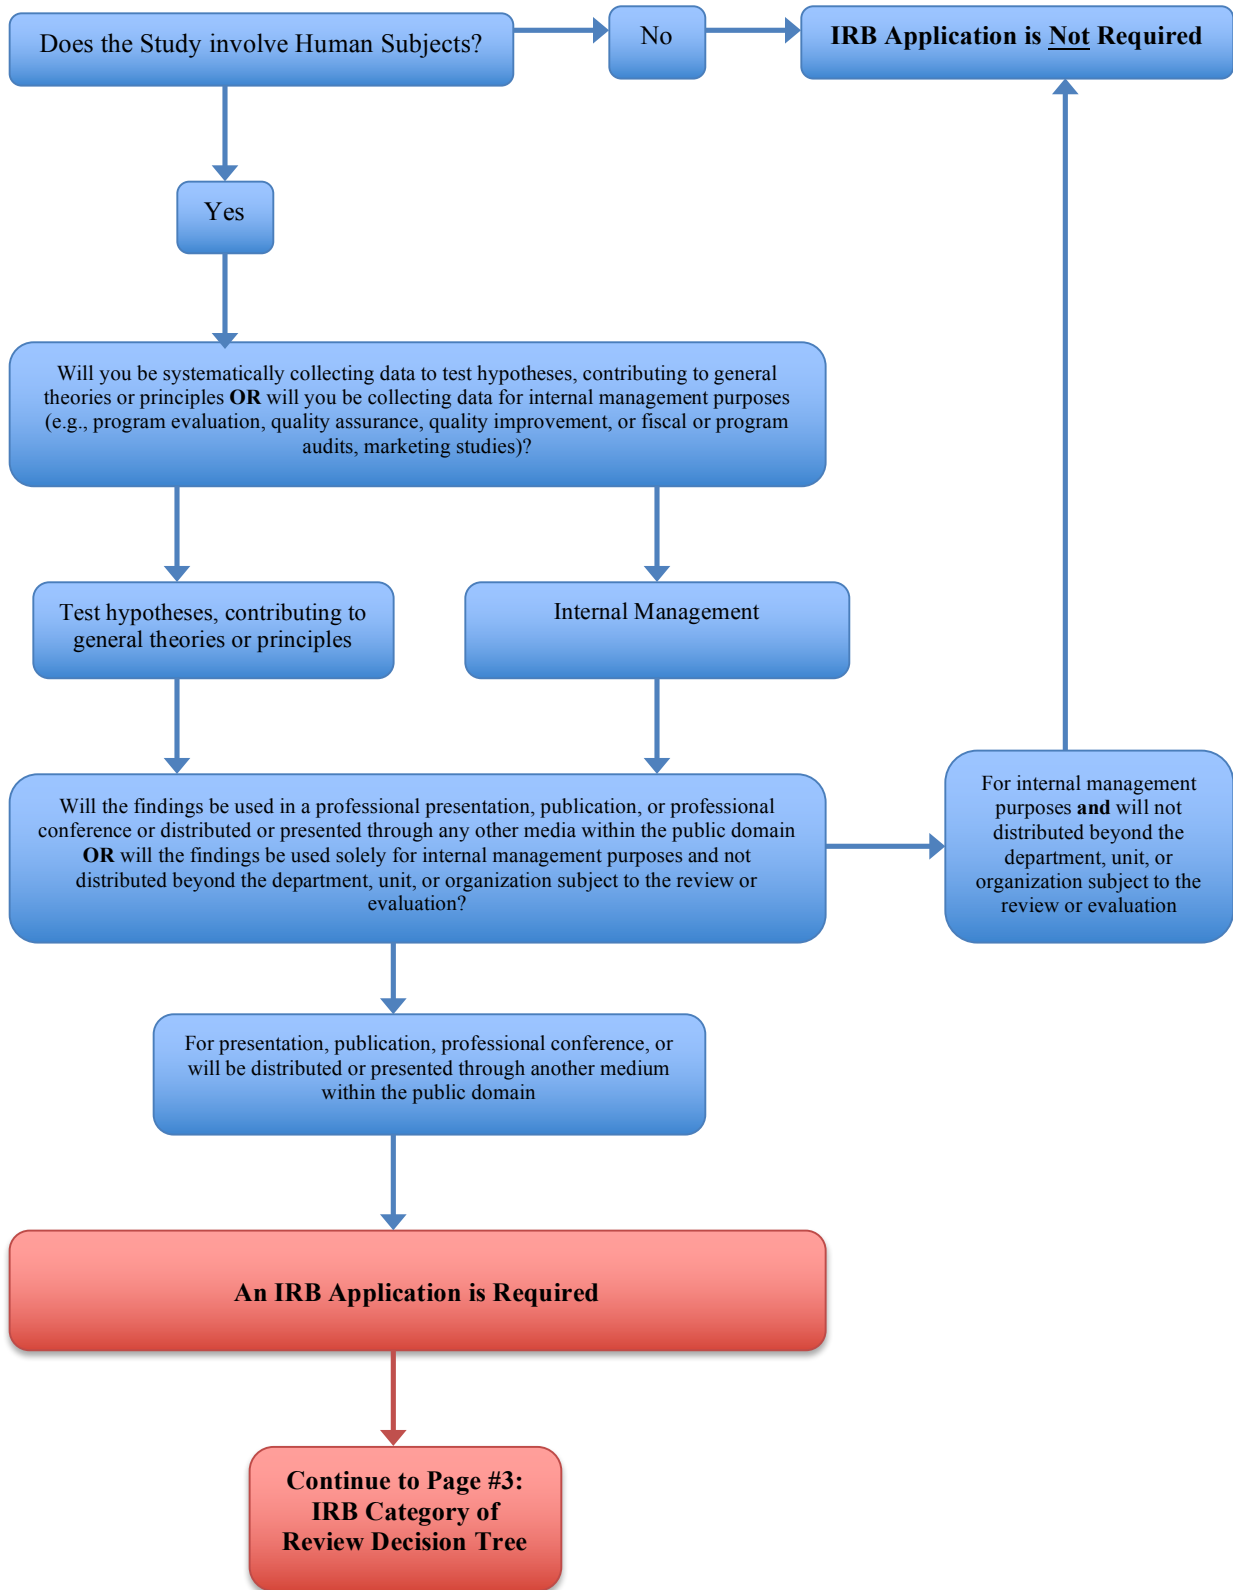 Does the Study involve Human Subjects?
No
IRB Application is Not Required
Yes
Will you be systematically collecting data to test hypotheses, contributing to general
theories or principles OR will you be collecting data for internal management purposes
(e.g., program evaluation, quality assurance, quality improvement, or fiscal or program
audits, marketing studies)?
Test hypotheses, contributing to
general theories or principles
Internal Management
Will the findings be used in a professional presentation, publication, or professional
conference or distributed or presented through any other media within the public domain
OR will the findings be used solely for internal management purposes and not
distributed beyond the department, unit, or organization subject to the review or
evaluation?
For internal management
purposes and will not
distributed beyond the
department, unit, or
organization subject to the
review or evaluation
For presentation, publication, professional conference, or
will be distributed or presented through another medium
within the public domain
An IRB Application is Required
Continue to Page #3:
IRB Category of
Review Decision Tree